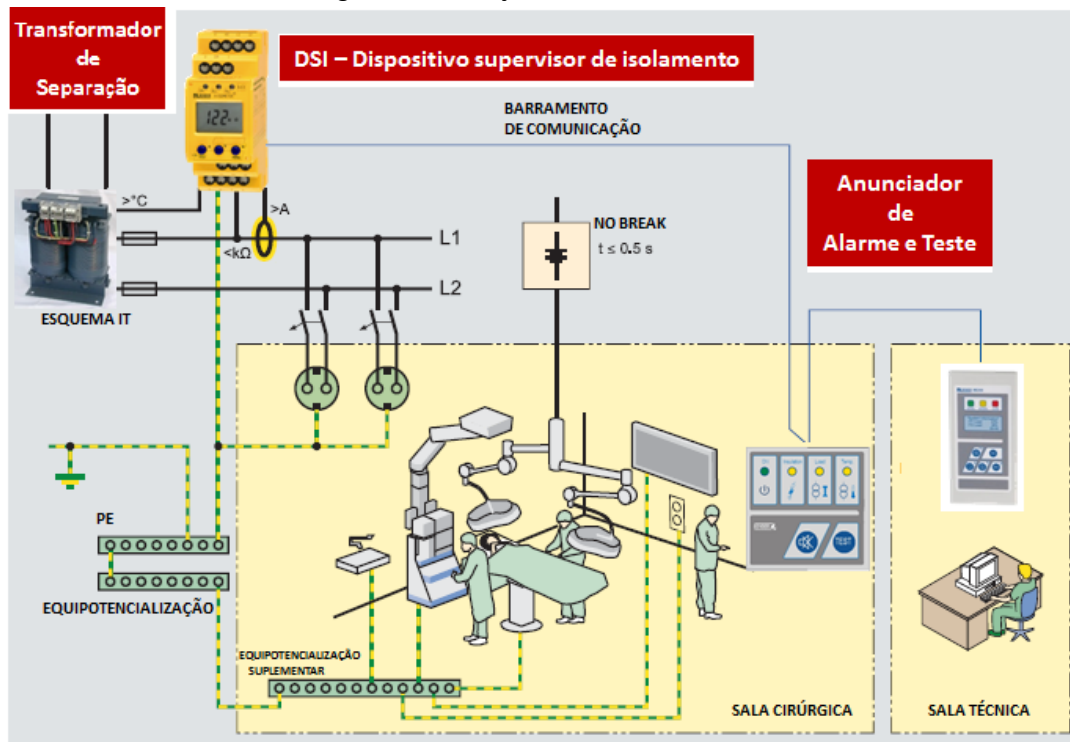 Transformador
de
Separação
DSI – Dispositivo supervisor de isolamento
BARRAMENTO
DE COMUNICAÇÃO
Anunciador
de
Alarme e Teste
>°C
>A
<kΩ
L1
L2
NO BREAK
t ≤ 0.5 s
ESQUEMA IT
PE
EQUIPOTENCIALIZAÇÃO
EQUIPOTENCIALIZAÇÃO
SUPLEMENTAR
TEST
SALA CIRÚRGICA
SALA TÉCNICA